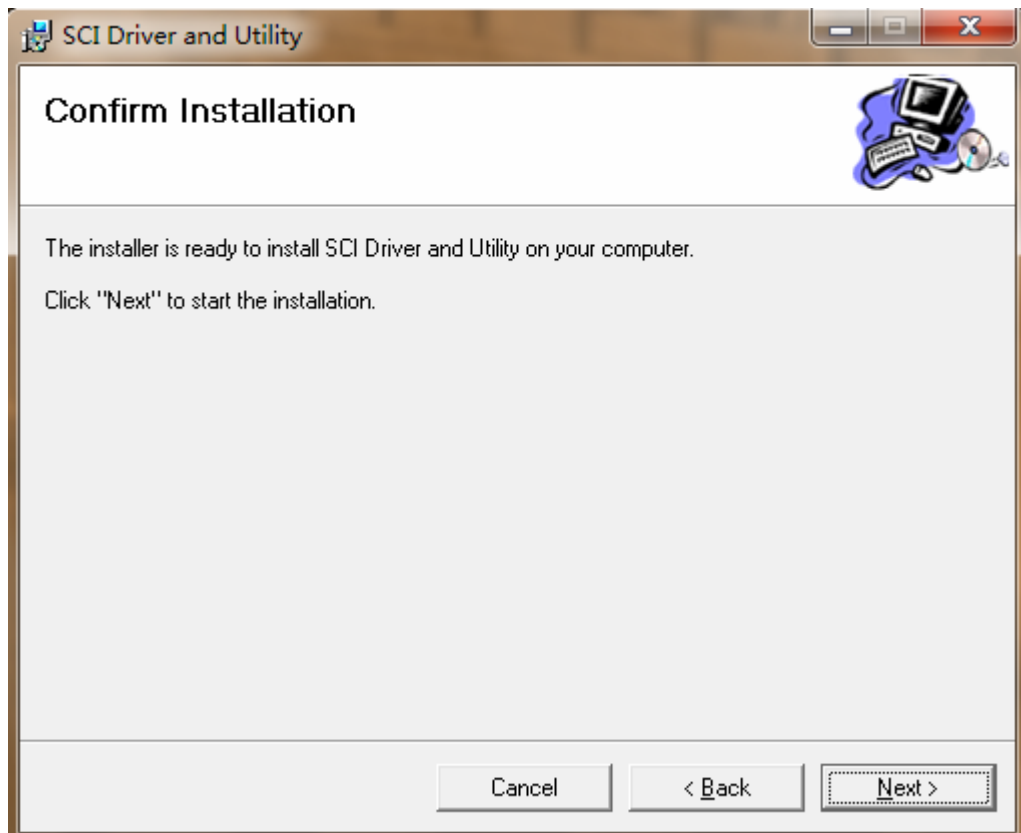 SCI Driver and Utility
Confirm Installation
The installer is ready to install SCI Driver and Utility on your computer.
Click "Next" to start the installation.
Cancel
< Back
Next >